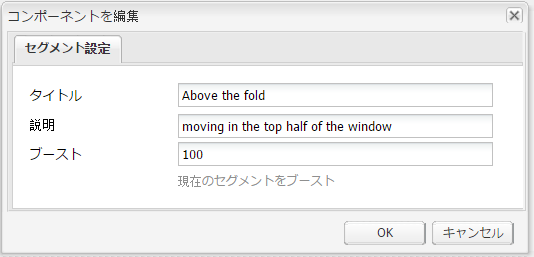 コンポーネントを編集
セグメント設定
タイトル Above the fold
説明 moving in the top half of the window
ブースト 100
現在のセグメントをブースト
OK キャンセル